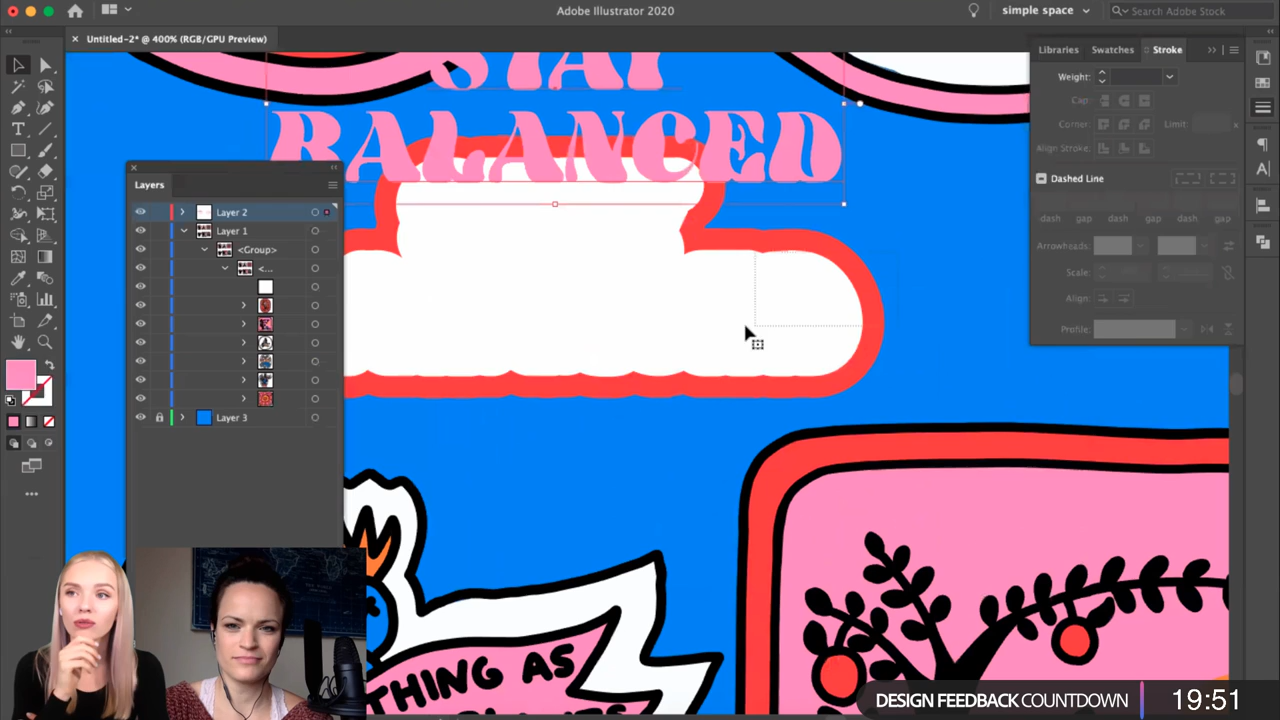 Adobe Illustrator 2020
simple space
Search Adobe Stock
× Untitled-2* @ 400% (RGB/GPU Preview)
Libraries Swatches Stroke
Weight:
Cap:
Corner: Limit: x
Align Stroke:
Dashed Line
dash gap dash gap dash gap
Arrowheads:
Scale:
Align:
Profile:
STAY
BALANCED
Layers
Layer 2
Layer 1
<Group>
<...
Layer 3
THING AS
DESIGN FEEDBACK COUNTDOWN 19:51